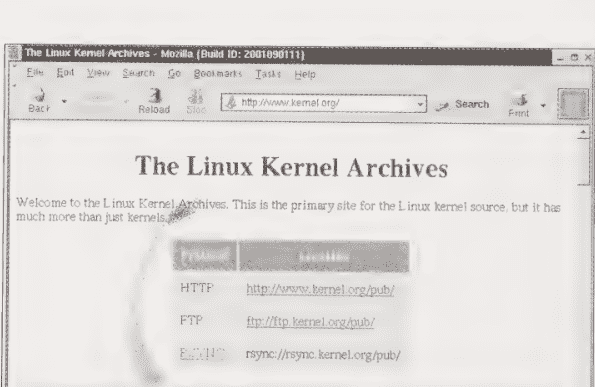 The Linux Kernel Archives - Mozilla {Build ID: 2001090111}
File Edit View Search Go Bookmarks Tasks Help
Back Reload Stop http://www.kernel.org/ Search Print
The Linux Kernel Archives
Welcome to the Linux Kernel Archives. This is the primary site for the Linux kernel source, but it has
much more than just kernels.
Protocol Location
HTTP http://www.kernel.org/pub/
FTP ftp://ftp.kernel.org/pub/
RSYNC rsync://rsync.kernel.org/pub/